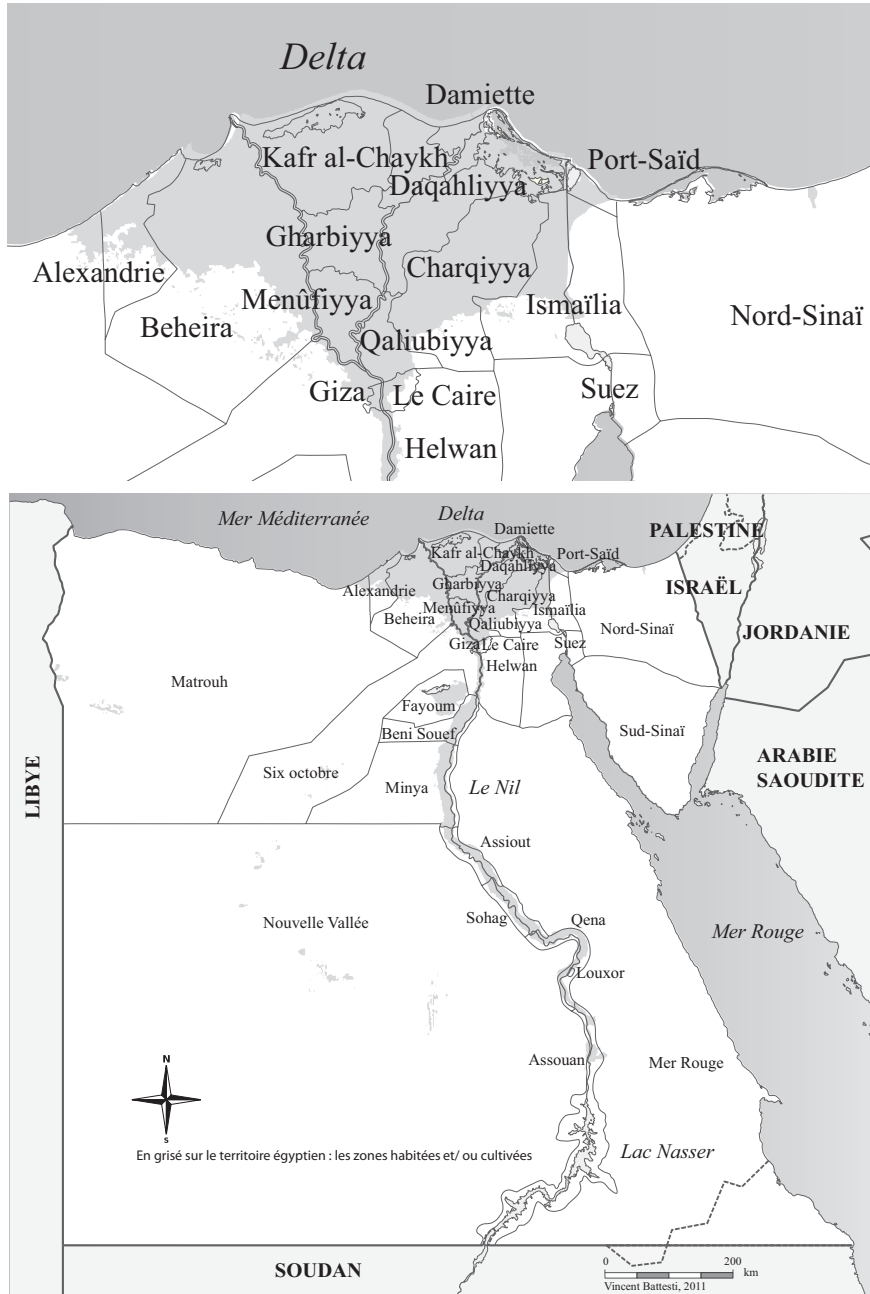 Delta
Damiette
Kafr al-Chaykh
Port-Saïd
Daqahliyya
Gharbiyya
Alexandrie
Charqiyya
Menûfiyya
Ismaïlia
Beheira
Nord-Sinaï
Qaliubiyya
Giza
Le Caire
Suez
Helwan
Mer Méditerranée
Delta
Damiette
PALESTINE
Kafr al-Chaykh
Port-Saïd
Daqahliyya
Gharbiyya
ISRAËL
Alexandrie
Charqiyya
Menûfiyya
Ismaïlia
Beheira
Qaliubiyya
Nord-Sinaï
JORDANIE
Giza
Le Caire
Suez
Helwan
Matrouh
Fayoum
Sud-Sinaï
Beni Souef
ARABIE
SAOUDITE
Six octobre
Minya
Le Nil
LIBYE
Assiout
Nouvelle Vallée
Sohag
Qena
Mer Rouge
Louxor
Assouan
Mer Rouge
N
S
En grisé sur le territoire égyptien : les zones habitées et/ ou cultivées
Lac Nasser
SOUDAN
0 200
km
Vincent Battesti, 2011